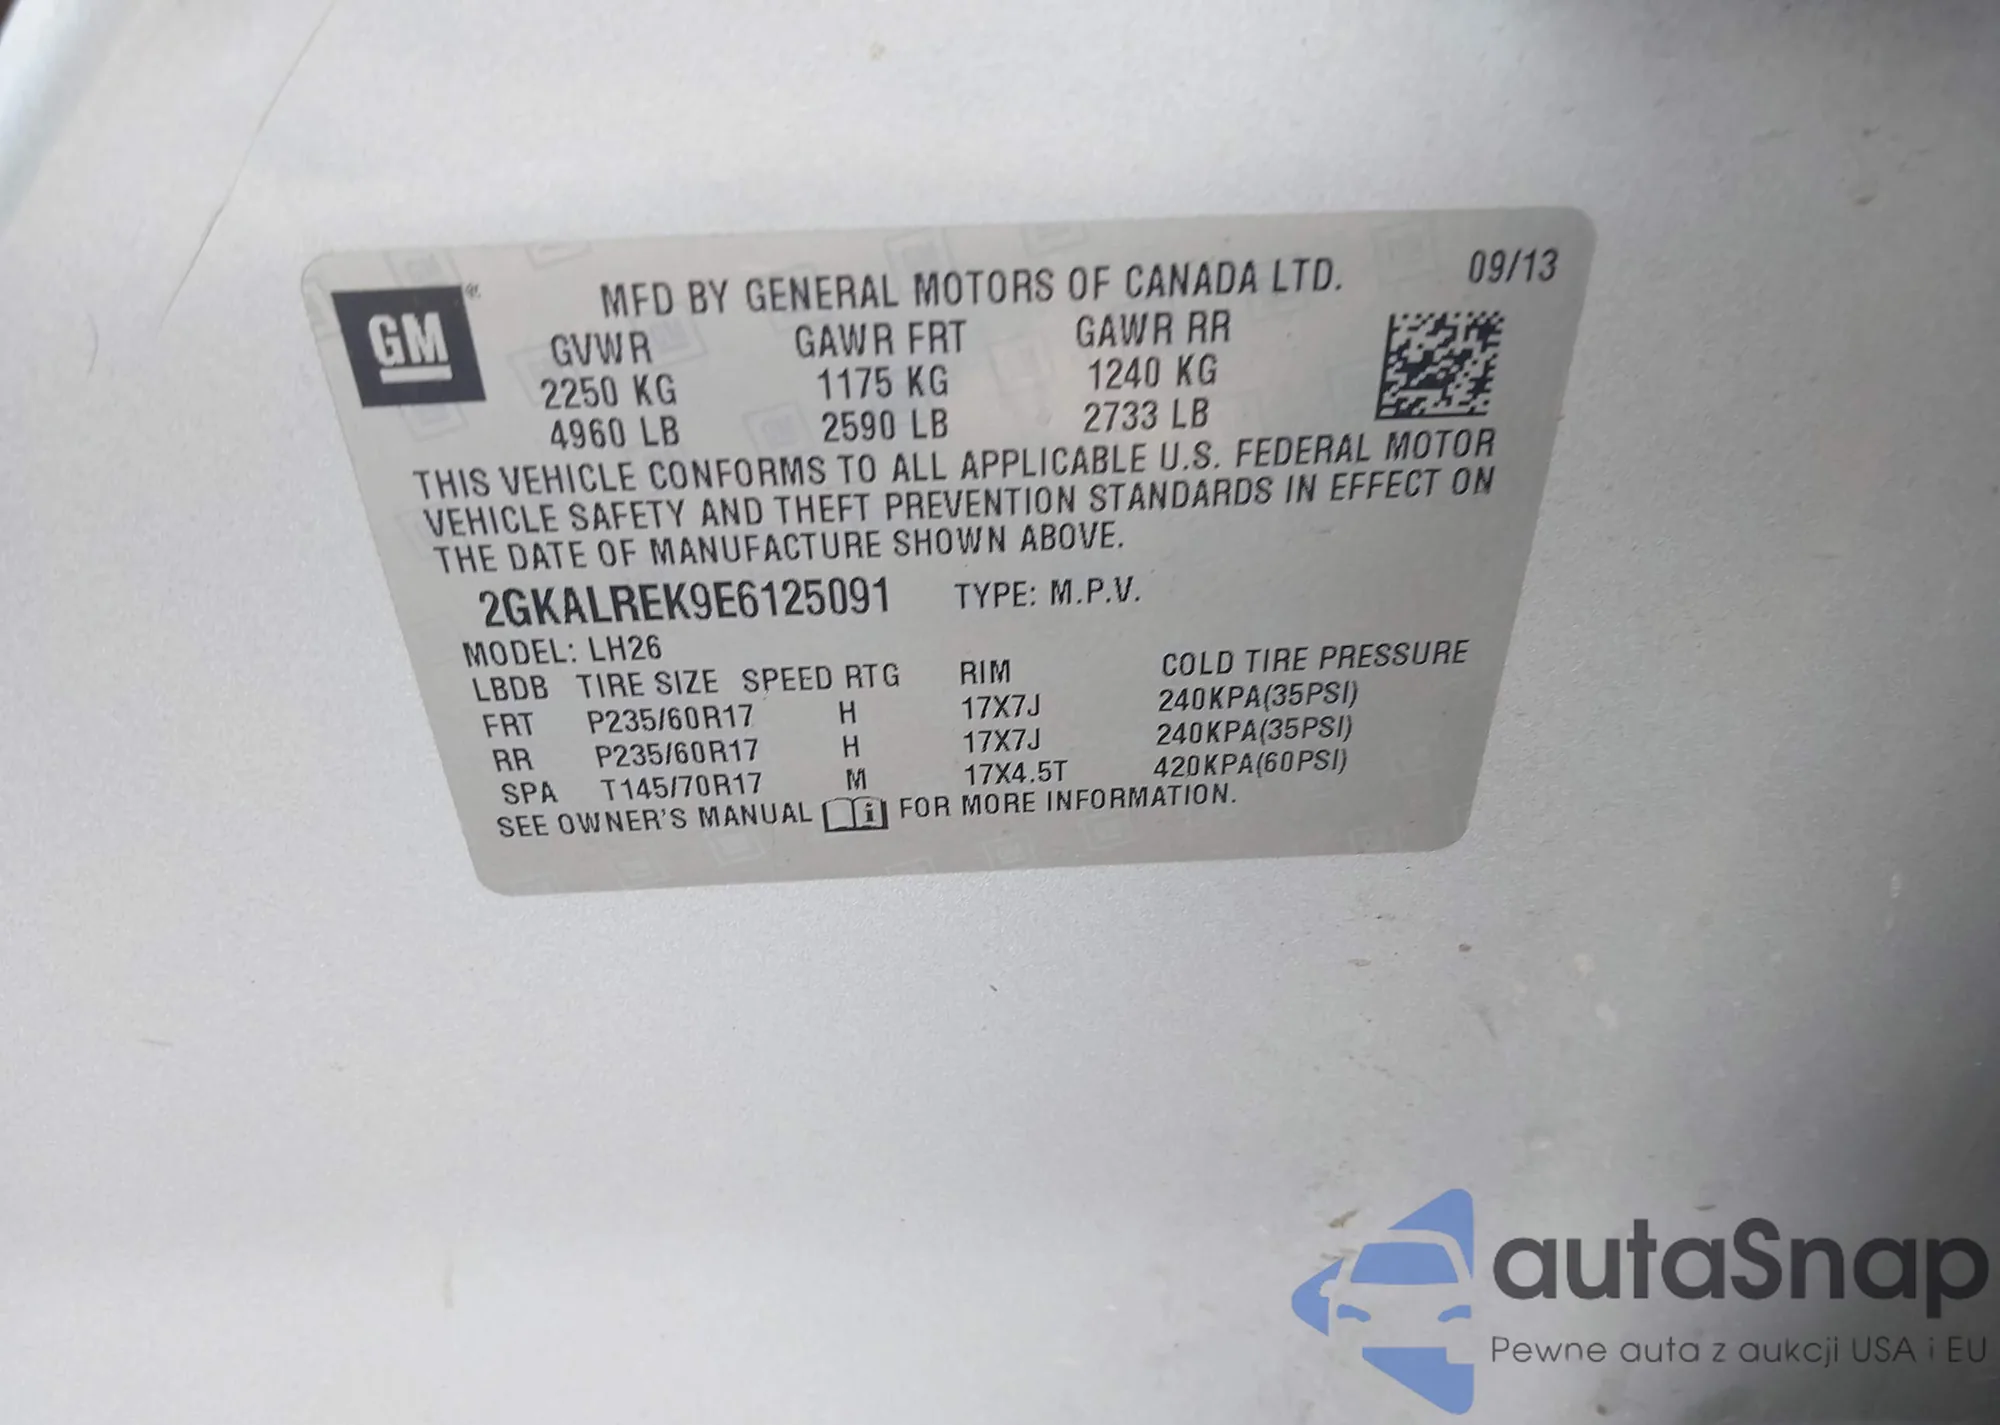 GM
MFD BY GENERAL MOTORS OF CANADA LTD. 09/13
GVWR GAWR FRT GAWR RR
2250 KG 1175 KG 1240 KG
4960 LB 2590 LB 2733 LB
THIS VEHICLE CONFORMS TO ALL APPLICABLE U.S. FEDERAL MOTOR
VEHICLE SAFETY AND THEFT PREVENTION STANDARDS IN EFFECT ON
THE DATE OF MANUFACTURE SHOWN ABOVE.
2GKALREK9E6125091 TYPE: M.P.V.
MODEL: LH26
LBDB TIRE SIZE SPEED RTG RIM COLD TIRE PRESSURE
FRT P235/60R17 H 17X7J 240KPA(35PSI)
RR P235/60R17 H 17X7J 240KPA(35PSI)
SPA T145/70R17 M 17X4.5T 420KPA(60PSI)
SEE OWNER'S MANUAL i FOR MORE INFORMATION.
autaSnap
Pewne auta z aukcji USA i EU